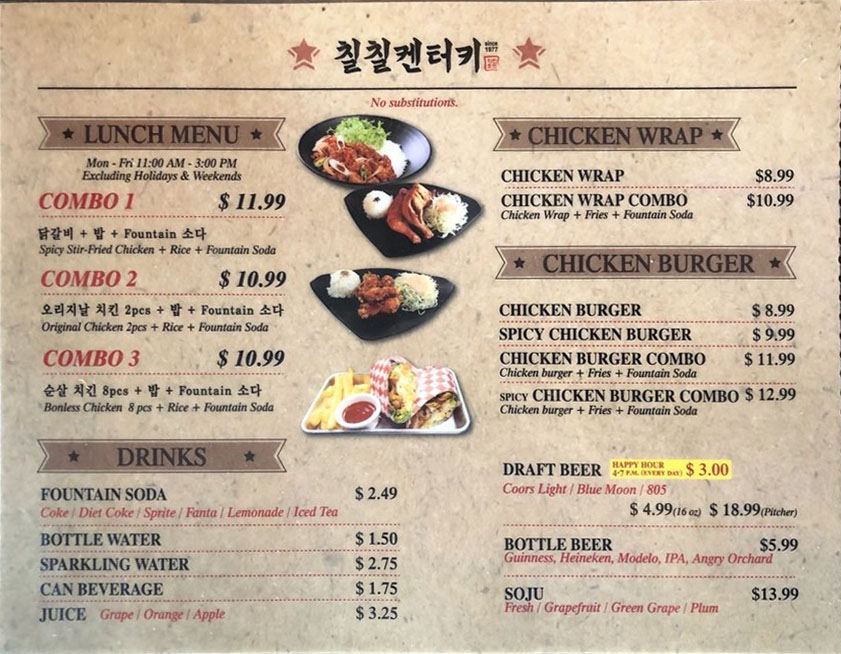 칠칠켄터키 since 1977
No substitutions.
LUNCH MENU
Mon - Fri 11:00 AM - 3:00 PM
Excluding Holidays & Weekends
COMBO 1 $ 11.99
닭갈비 + 밥 + Fountain 소다
Spicy Stir-Fried Chicken + Rice + Fountain Soda
COMBO 2 $ 10.99
오리지날 치킨 2pcs + 밥 + Fountain 소다
Original Chicken 2pcs + Rice + Fountain Soda
COMBO 3 $ 10.99
순살 치킨 8pcs + 밥 + Fountain 소다
Bonless Chicken 8 pcs + Rice + Fountain Soda
DRINKS
FOUNTAIN SODA $ 2.49
Coke / Diet Coke / Sprite / Fanta / Lemonade / Iced Tea
BOTTLE WATER $ 1.50
SPARKLING WATER $ 2.75
CAN BEVERAGE $ 1.75
JUICE Grape / Orange / Apple $ 3.25
CHICKEN WRAP
CHICKEN WRAP $8.99
CHICKEN WRAP COMBO $10.99
Chicken Wrap + Fries + Fountain Soda
CHICKEN BURGER
CHICKEN BURGER $ 8.99
SPICY CHICKEN BURGER $ 9.99
CHICKEN BURGER COMBO $ 11.99
Chicken burger + Fries + Fountain Soda
SPICY CHICKEN BURGER COMBO $ 12.99
Chicken burger + Fries + Fountain Soda
DRAFT BEER HAPPY HOUR 4-7 P.M. (EVERY DAY) $ 3.00
Coors Light / Blue Moon / 805
$ 4.99(16 oz) $ 18.99(Pitcher)
BOTTLE BEER $5.99
Guinness, Heineken, Modelo, IPA, Angry Orchard
SOJU $13.99
Fresh / Grapefruit / Green Grape / Plum